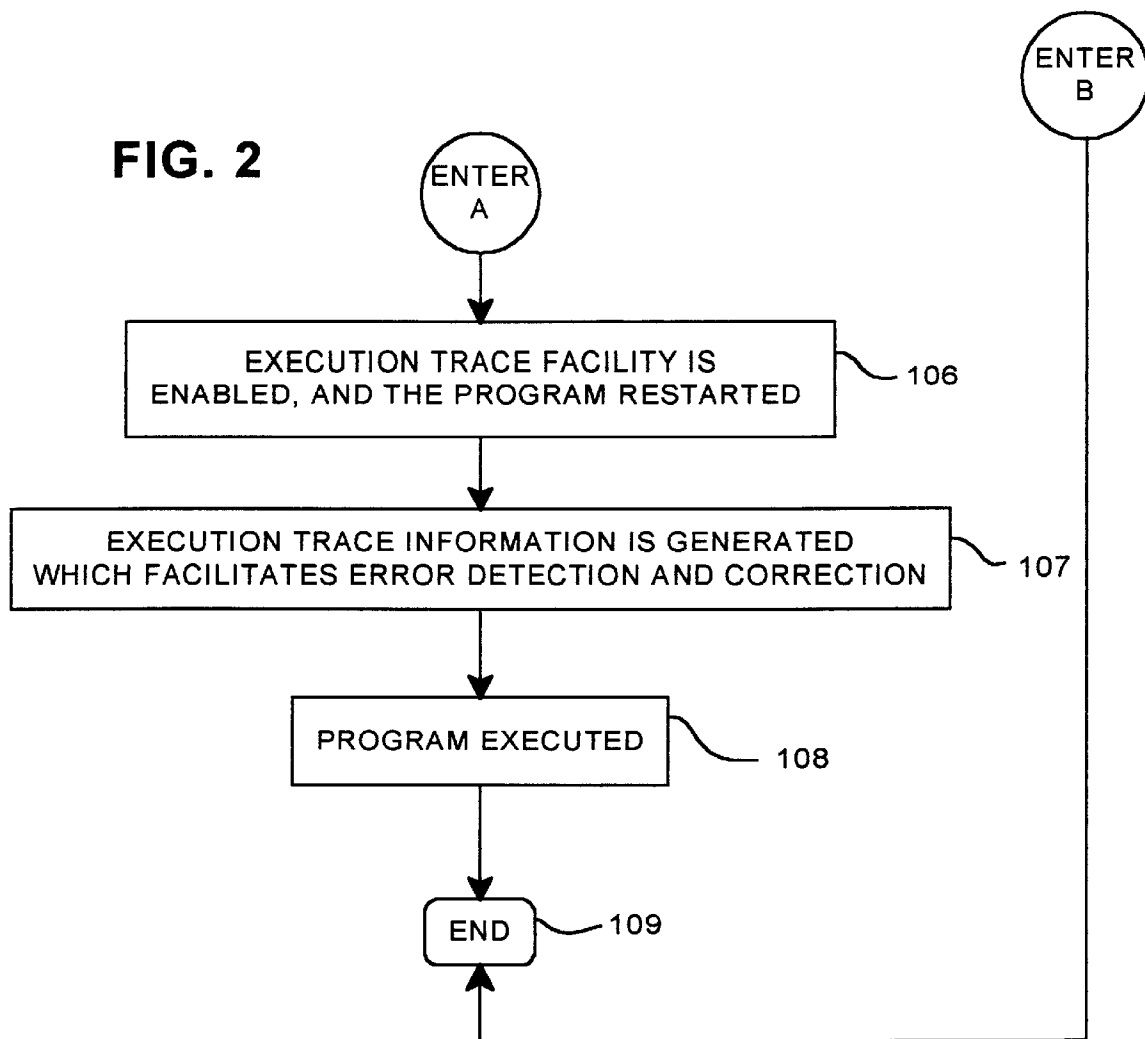 ENTER
B
FIG. 2
ENTER
A
EXECUTION TRACE FACILITY IS
ENABLED, AND THE PROGRAM RESTARTED
106
EXECUTION TRACE INFORMATION IS GENERATED
WHICH FACILITATES ERROR DETECTION AND CORRECTION
107
PROGRAM EXECUTED
108
END
109